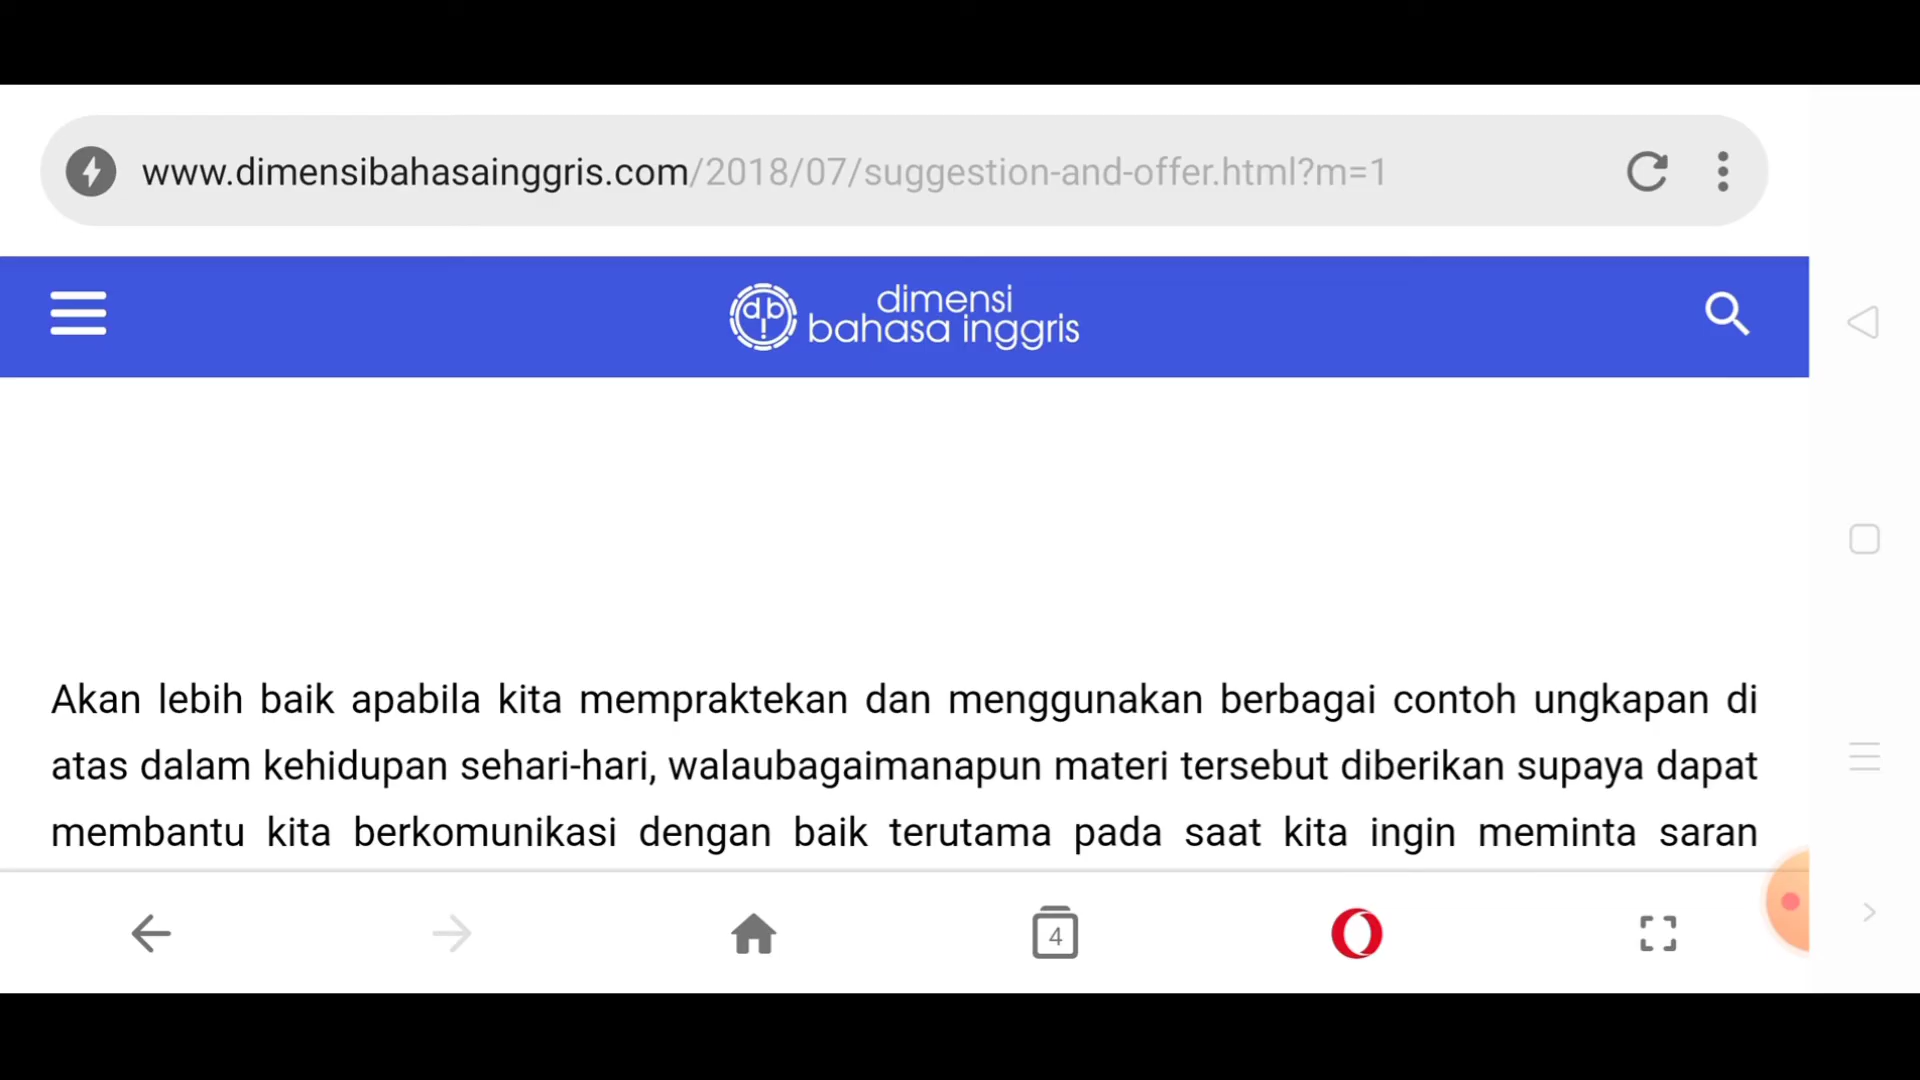 www.dimensibahasainggris.com/2018/07/suggestion-and-offer.html?m=1
dib
dimensi
bahasa inggris
Akan lebih baik apabila kita mempraktekan dan menggunakan berbagai contoh ungkapan di
atas dalam kehidupan sehari-hari, walaubagaimanapun materi tersebut diberikan supaya dapat
membantu kita berkomunikasi dengan baik terutama pada saat kita ingin meminta saran
4